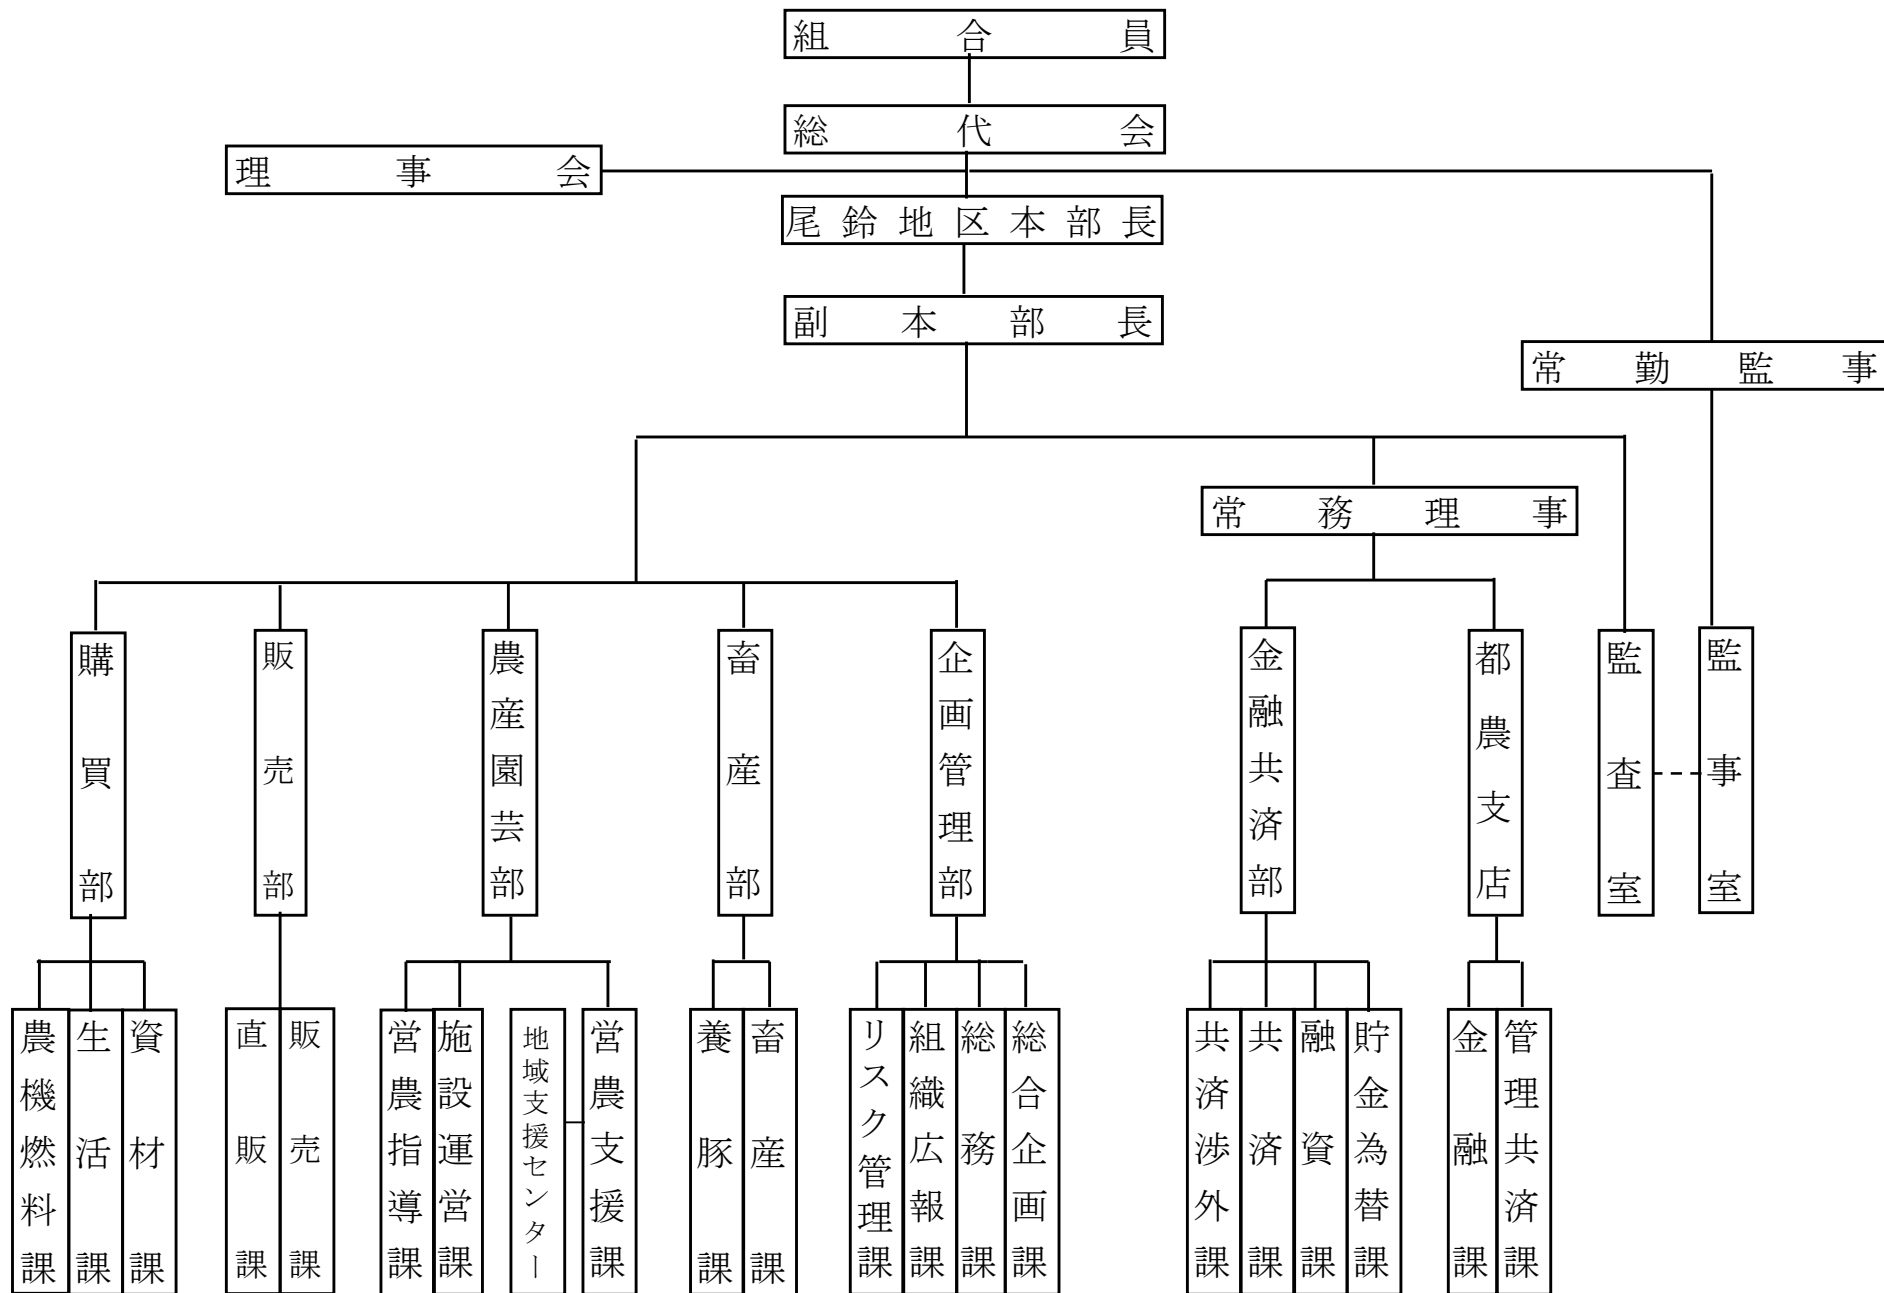 組合員
総代会
理事会
尾鈴地区本部長
副本部長
常勤監事
常務理事
購買部
販売部
農産園芸部
畜産部
企画管理部
金融共済部
都農支店
監査室
監事室
農機燃料課
生活課
資材課
直販課
販売課
営農指導課
施設運営課
地域支援センター
営農支援課
養豚課
畜産課
リスク管理課
組織広報課
総務課
総合企画課
共済渉外課
共済課
融資課
貯金為替課
金融課
管理共済課